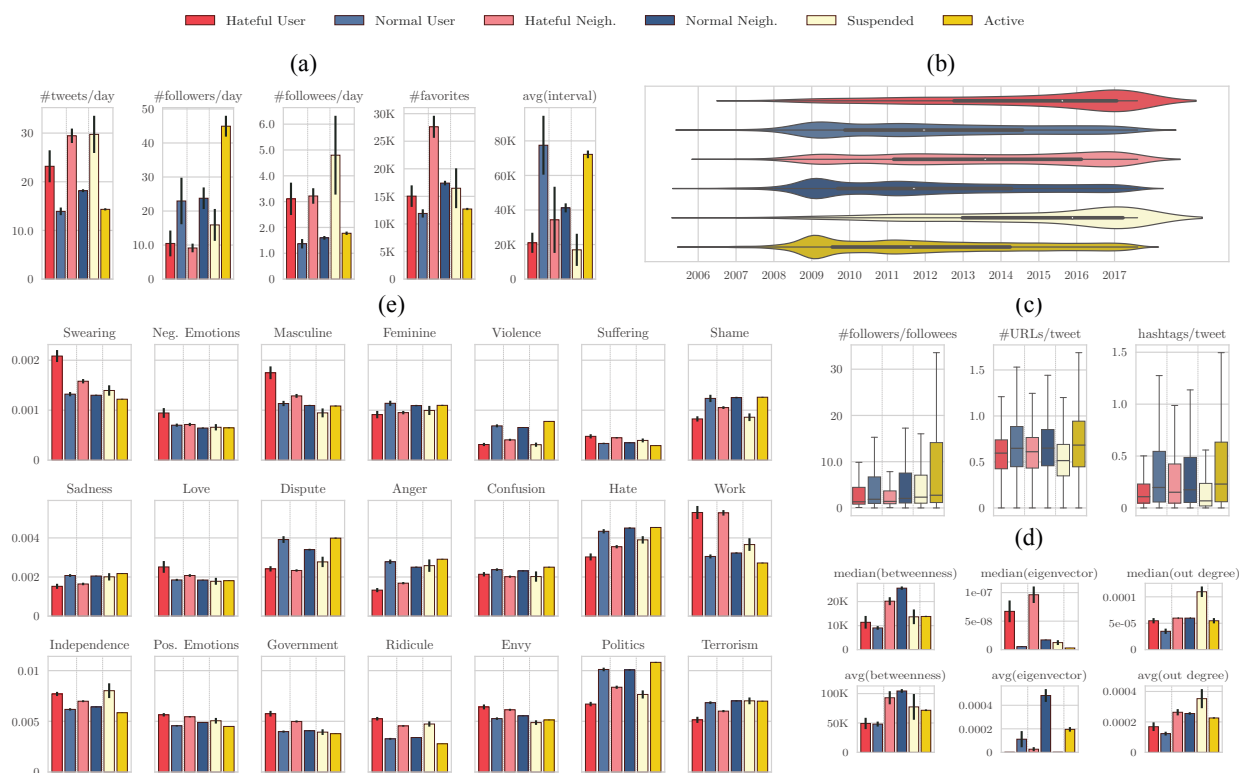 Hateful User Normal User Hateful Neigh. Normal Neigh. Suspended Active
(a)
#tweets/day #followers/day #followees/day #favorites avg(interval)
30
20
10.0
0
50
40
30
20
10.0
0
6.0
5.0
4.0
3.0
2.0
1.0
0
30K
25K
20K
15K
10K
5K
0
80K
60K
40K
20K
0
(b)
2006 2007 2008 2009 2010 2011 2012 2013 2014 2015 2016 2017
(e)
Swearing Neg. Emotions Masculine Feminine Violence Suffering Shame
0.002
0.001
0
Sadness Love Dispute Anger Confusion Hate Work
0.004
0.002
0
Independence Pos. Emotions Government Ridicule Envy Politics Terrorism
0.01
0.005
0
(c)
#followers/followees #URLs/tweet hashtags/tweet
30
20
10.0
0
1.5
1.0
0.5
0
1.5
1.0
0.5
0
(d)
median(betweenness) median(eigenvector) median(out degree)
20K
10K
0
1e-07
5e-08
0
0.0001
5e-05
0
avg(betweenness) avg(eigenvector) avg(out degree)
100K
50K
0
0.0004
0.0002
0
0.0004
0.0002
0